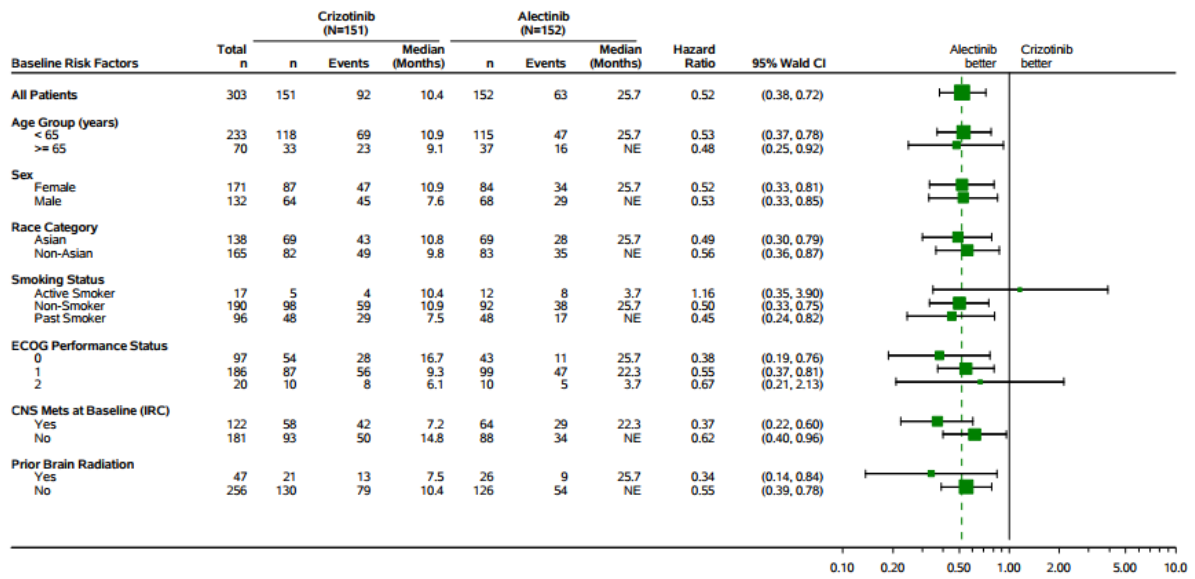 Crizotinib Alectinib
(N=151) (N=152)
Total Median Median Hazard Alectinib Crizotinib
Baseline Risk Factors n n Events (Months) n Events (Months) Ratio 95% Wald CI better better
All Patients 303 151 92 10.4 152 63 25.7 0.52 (0.38, 0.72)
Age Group (years)
< 65 233 118 69 10.9 115 47 25.7 0.53 (0.37, 0.78)
>= 65 70 33 23 9.1 37 16 NE 0.48 (0.25, 0.92)
Sex
Female 171 87 47 10.9 84 34 25.7 0.52 (0.33, 0.81)
Male 132 64 45 7.6 68 29 NE 0.53 (0.33, 0.85)
Race Category
Asian 138 69 43 10.8 69 28 25.7 0.49 (0.30, 0.79)
Non-Asian 165 82 49 9.8 83 35 NE 0.56 (0.36, 0.87)
Smoking Status
Active Smoker 17 5 4 10.4 12 8 3.7 1.16 (0.35, 3.90)
Non-Smoker 190 98 59 10.9 92 38 25.7 0.50 (0.33, 0.75)
Past Smoker 96 48 29 7.5 48 17 NE 0.45 (0.24, 0.82)
ECOG Performance Status
0 97 54 28 16.7 43 11 25.7 0.38 (0.19, 0.76)
1 186 87 56 9.3 99 47 22.3 0.55 (0.37, 0.81)
2 20 10 8 6.1 10 5 3.7 0.67 (0.21, 2.13)
CNS Mets at Baseline (IRC)
Yes 122 58 42 7.2 64 29 22.3 0.37 (0.22, 0.60)
No 181 93 50 14.8 88 34 NE 0.62 (0.40, 0.96)
Prior Brain Radiation
Yes 47 21 13 7.5 26 9 25.7 0.34 (0.14, 0.84)
No 256 130 79 10.4 126 54 NE 0.55 (0.39, 0.78)
0.10 0.20 0.50 1.00 2.00 5.00 10.0